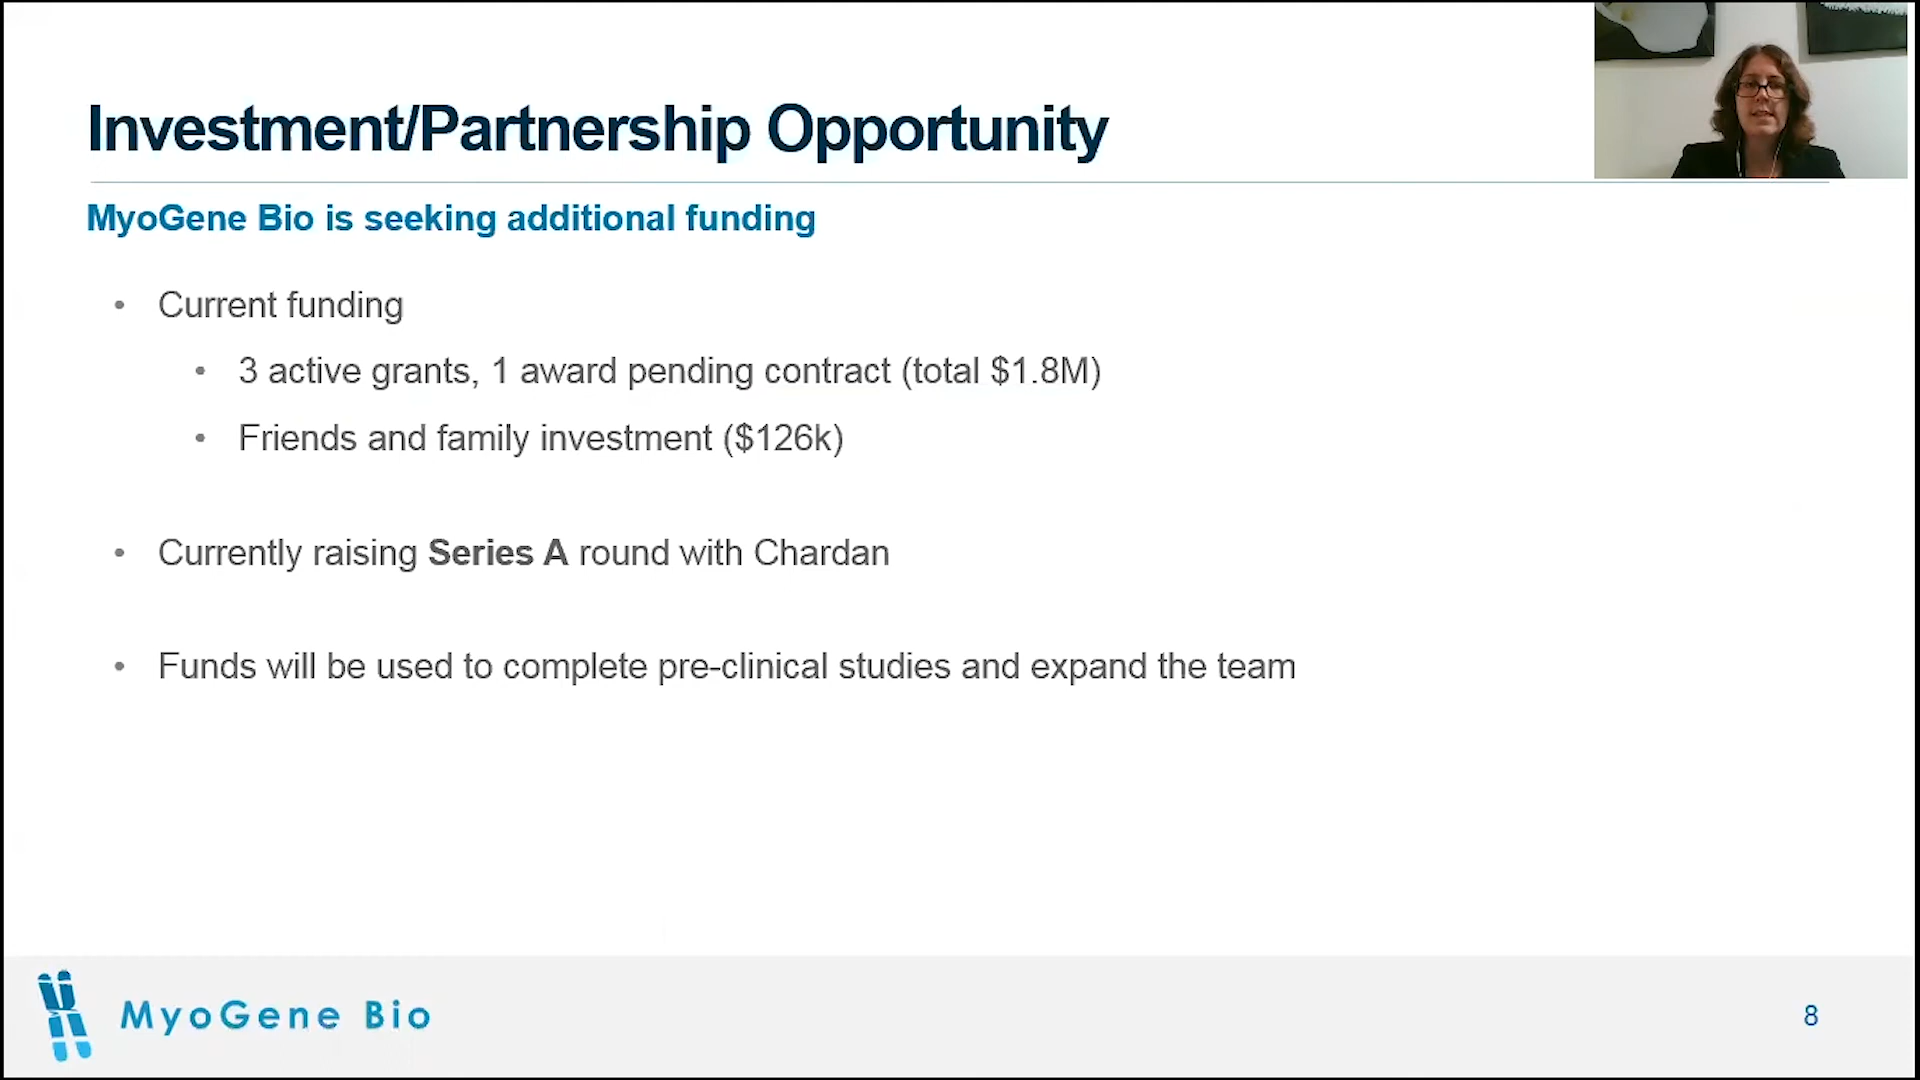 Investment/Partnership Opportunity
MyoGene Bio is seeking additional funding
• Current funding
• 3 active grants, 1 award pending contract (total $1.8M)
• Friends and family investment ($126k)
• Currently raising Series A round with Chardan
• Funds will be used to complete pre-clinical studies and expand the team
MyoGene Bio
8